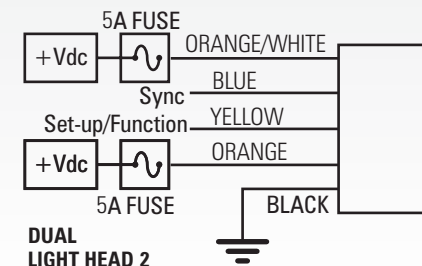 5A FUSE
+Vdc
ORANGE/WHITE
BLUE
Sync
YELLOW
Set-up/Function
ORANGE
+Vdc
5A FUSE
BLACK
DUAL
LIGHT HEAD 2